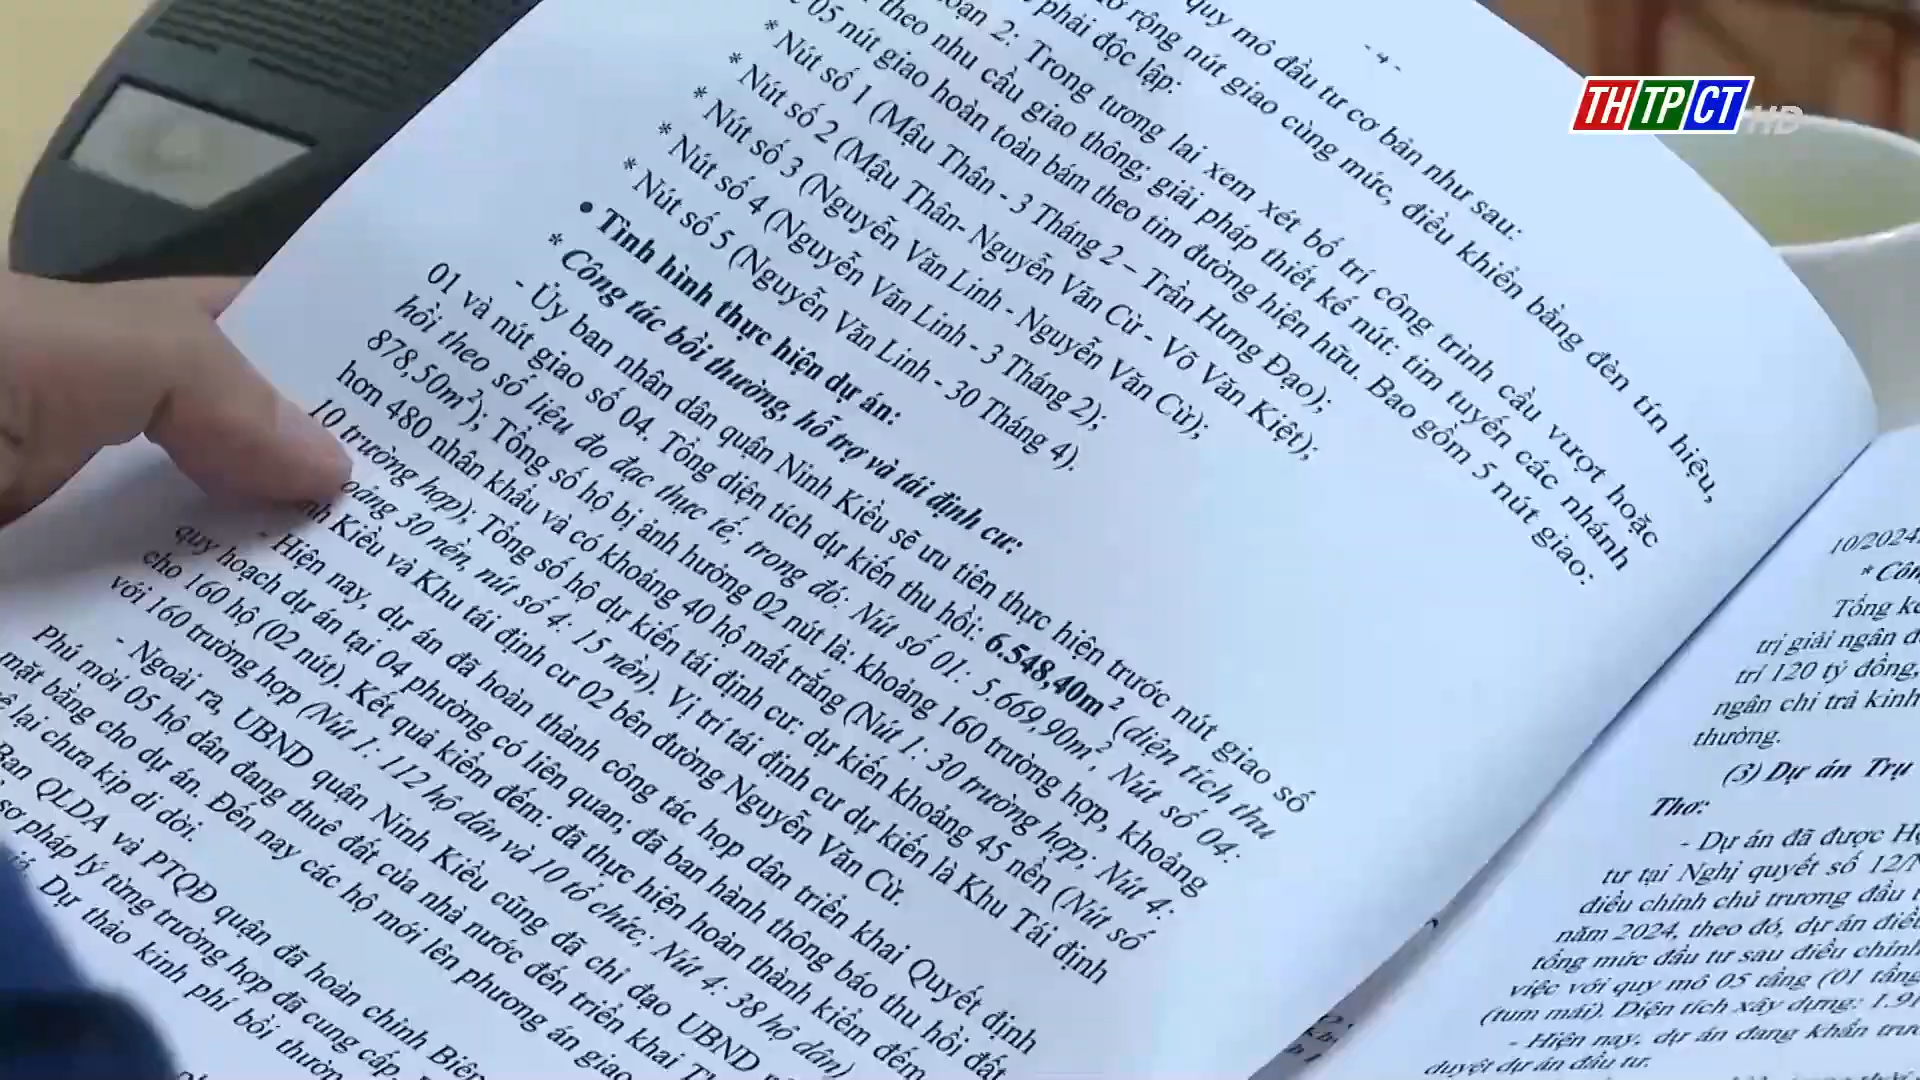 - 4 -
quy mô đầu tư cơ bản như sau:
rộng nút giao cùng mức, điều khiển bằng đèn tín hiệu,
phải độc lập;
2: Trong tương lai xem xét bố trí công trình cầu vượt hoặc
theo nhu cầu giao thông; giải pháp thiết kế nút: tim tuyến các nhánh
05 nút giao hoàn toàn bám theo tim đường hiện hữu. Bao gồm 5 nút giao:
* Nút số 1 (Mậu Thân - 3 Tháng 2 – Trần Hưng Đạo);
* Nút số 2 (Mậu Thân- Nguyễn Văn Cừ - Võ Văn Kiệt);
* Nút số 3 (Nguyễn Văn Linh - Nguyễn Văn Cừ);
* Nút số 4 (Nguyễn Văn Linh - 3 Tháng 2);
* Nút số 5 (Nguyễn Văn Linh - 30 Tháng 4).
• Tình hình thực hiện dự án:
* Công tác bồi thường, hỗ trợ và tái định cư:
- Ủy ban nhân dân quận Ninh Kiều sẽ ưu tiên thực hiện trước nút giao số
01 và nút giao số 04. Tổng diện tích dự kiến thu hồi: 6.548,40m² (diện tích thu
hồi theo số liệu đo đạc thực tế; trong đó: Nút số 01: 5.669,90m², Nút số 04:
878,50m²); Tổng số hộ bị ảnh hưởng 02 nút là: khoảng 160 trường hợp, khoảng
hơn 480 nhân khẩu và có khoảng 40 hộ mất trắng (Nút 1: 30 trường hợp; Nút 4:
10 trường hợp); Tổng số hộ dự kiến tái định cư: dự kiến khoảng 45 nền (Nút số
30 nền, nút số 4: 15 nền). Vị trí tái định cư dự kiến là Khu Tái định
Kiều và Khu tái định cư 02 bên đường Nguyễn Văn Cừ.
- Hiện nay, dự án đã hoàn thành công tác họp dân triển khai Quyết định
quy hoạch dự án tại 04 phường có liên quan; đã ban hành thông báo thu hồi đất
cho 160 hộ (02 nút). Kết quả kiểm đếm: đã thực hiện hoàn thành kiểm đếm
với 160 trường hợp (Nút 1: 112 hộ dân và 10 tổ chức; Nút 4: 38 hộ dân)
- Ngoài ra, UBND quận Ninh Kiều cũng đã chỉ đạo UBND
Phú mời 05 hộ dân đang thuê đất của nhà nước đến triển khai
mặt bằng cho dự án. Đến nay các hộ mới lên phương án giao
lại chưa kịp di dời.
Ban QLDA và PTQĐ quận đã hoàn chỉnh
pháp lý từng trường hợp đã cung cấp.
Dự thảo kinh phí bồi
10/2024
*
Tổng
trị giải ngân
trí 120 tỷ đồng,
ngân chi trả kinh
thường.
(3) Dự án Trụ
Thơ:
- Dự án đã được
tư tại Nghị quyết số
điều chỉnh chủ trương đầu
năm 2024, theo đó, dự án
tổng mức đầu tư sau điều chỉnh
việc với quy mô 05 tầng (01 tầng
(tum mái). Diện tích xây dựng:
- Hiện nay, dự án đang khẩn
duyệt dự án đầu tư.
THTPCT HD